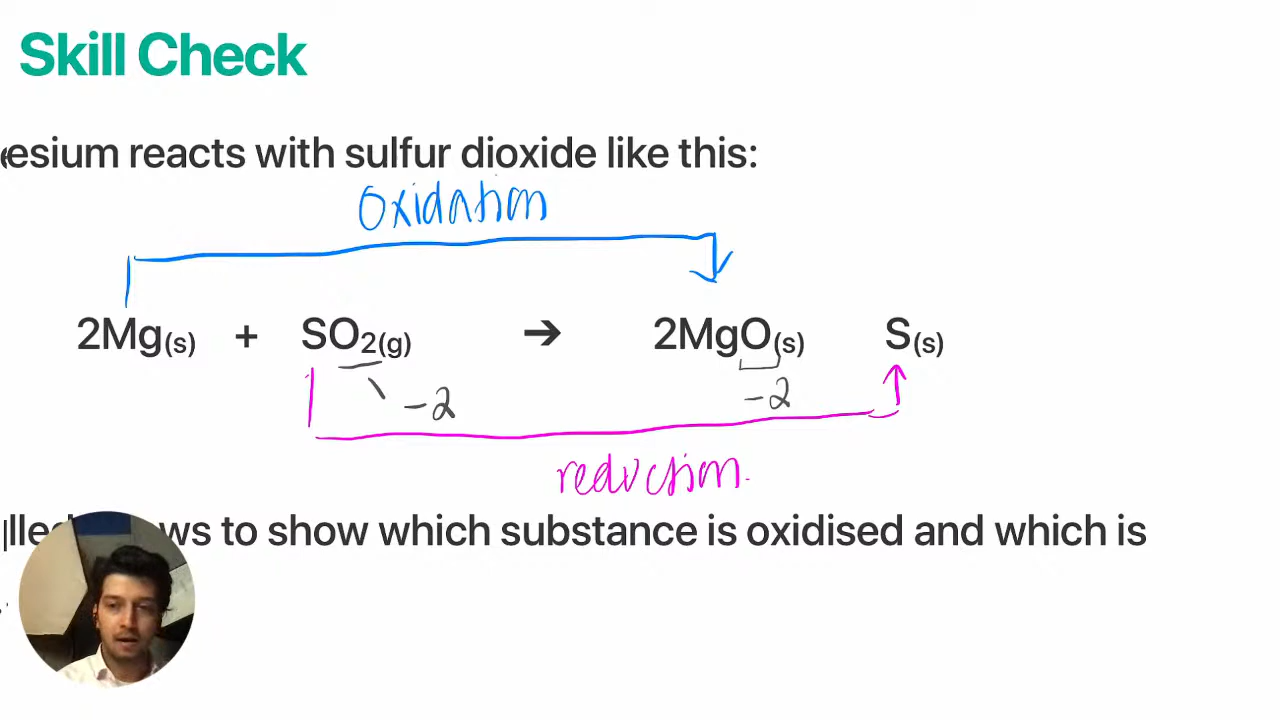 Skill Check
esium reacts with sulfur dioxide like this:
Oxidation
2Mg(s) + SO2(g) ➔ 2MgO(s) S(s)
-2 -2
reduction.
to show which substance is oxidised and which is